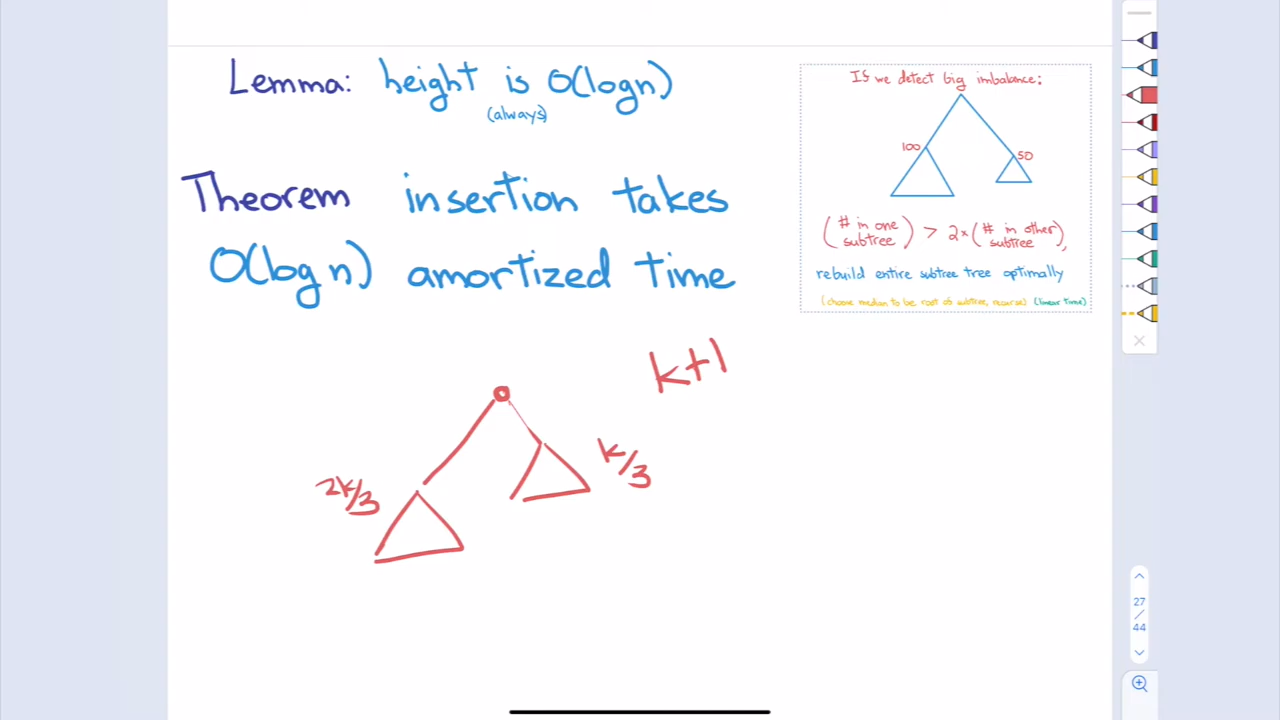 Lemma: height is O(log n)
(always)
Theorem insertion takes
O(log n) amortized time
If we detect big imbalance:
100
50
(# in one subtree) > 2×(# in other subtree),
rebuild entire subtree tree optimally
(choose median to be root of subtree, recurse) (linear time)
k+1
2k/3
k/3
27
/
44